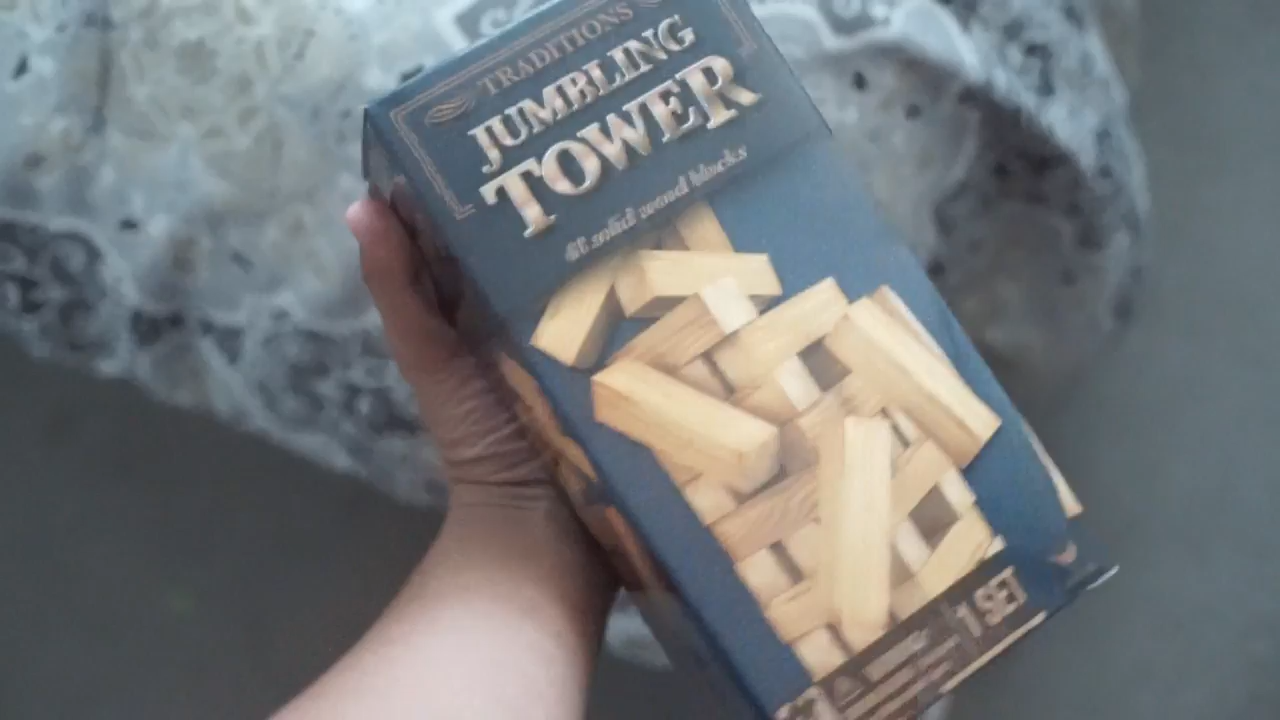 TRADITIONS
JUMBLING
TOWER
48 solid wood blocks
1 SET